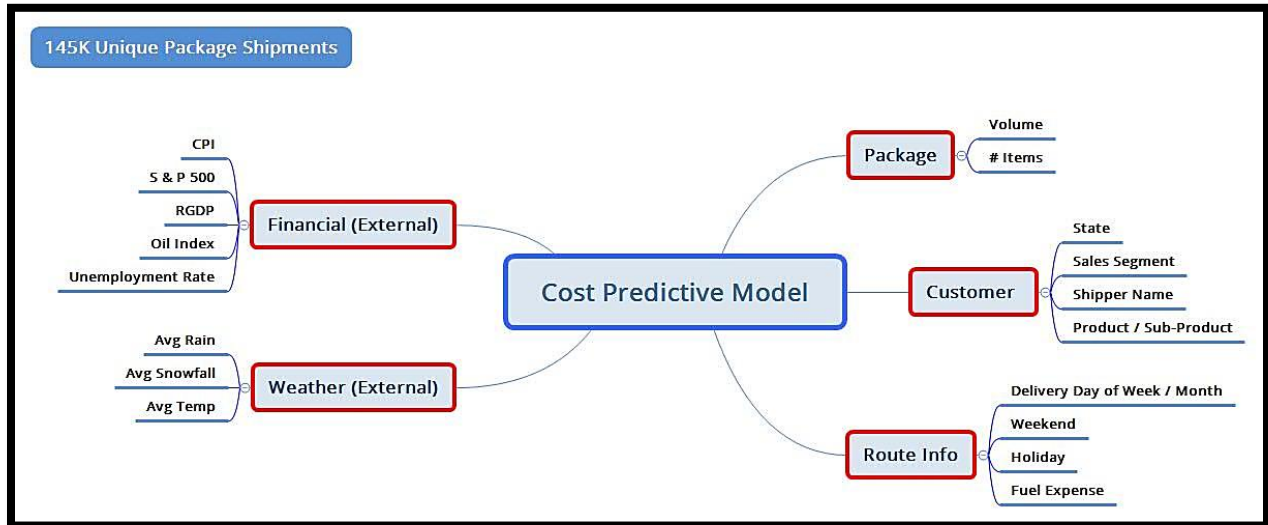 145K Unique Package Shipments
CPI
S & P 500
RGDP
Oil Index
Unemployment Rate
Financial (External)
Avg Rain
Avg Snowfall
Avg Temp
Weather (External)
Cost Predictive Model
Package
Volume
# Items
Customer
State
Sales Segment
Shipper Name
Product / Sub-Product
Route Info
Delivery Day of Week / Month
Weekend
Holiday
Fuel Expense